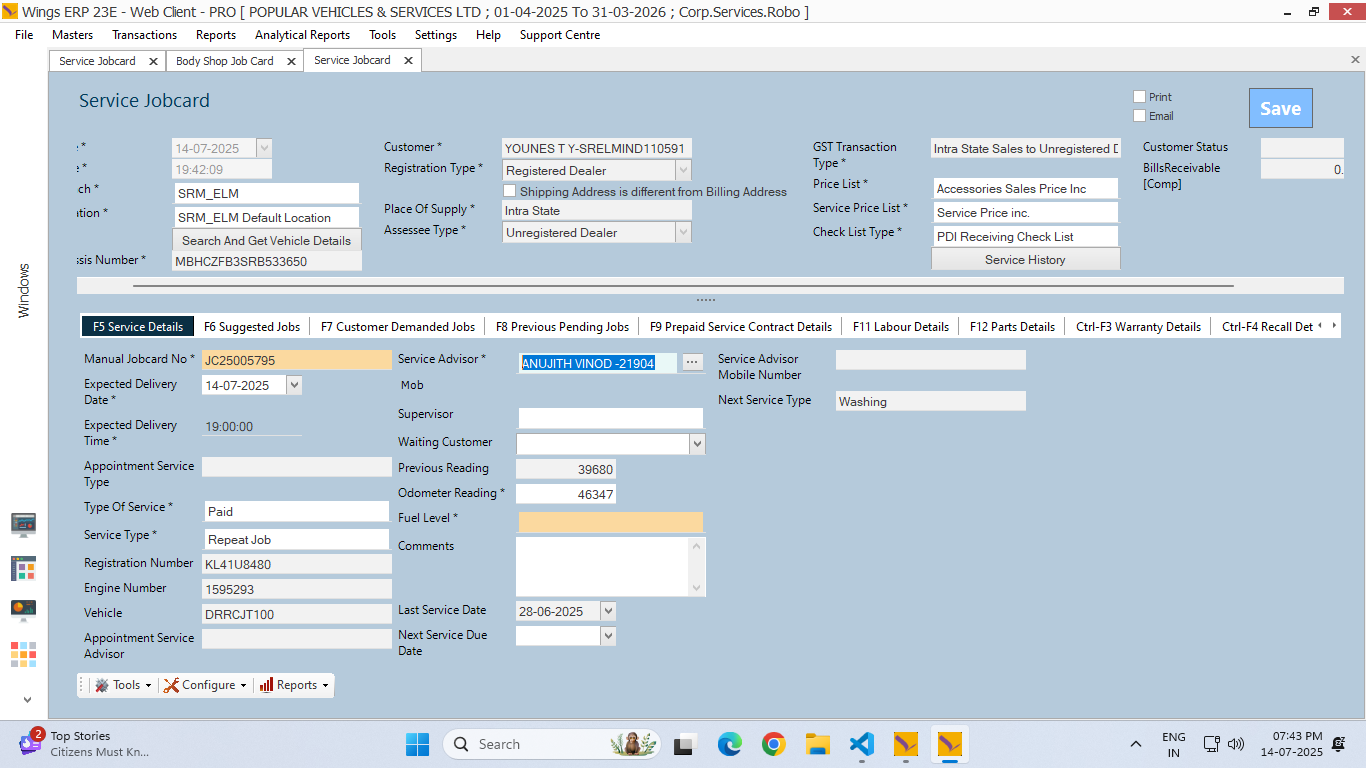 Wings ERP 23E - Web Client - PRO [ POPULAR VEHICLES & SERVICES LTD ; 01-04-2025 To 31-03-2026 ; Corp.Services.Robo ]
File Masters Transactions Reports Analytical Reports Tools Settings Help Support Centre
Service Jobcard Body Shop Job Card Service Jobcard
Service Jobcard
Print
Email
Save
Windows
e *
14-07-2025
e *
19:42:09
ch *
SRM_ELM
tion *
SRM_ELM Default Location
Search And Get Vehicle Details
ssis Number *
MBHCZFB3SRB533650
Customer *
YOUNES T Y-SRELMIND110591
Registration Type *
Registered Dealer
Shipping Address is different from Billing Address
Place Of Supply *
Intra State
Assessee Type *
Unregistered Dealer
GST Transaction
Type *
Intra State Sales to Unregistered D
Price List *
Accessories Sales Price Inc
Service Price List *
Service Price inc.
Check List Type *
PDI Receiving Check List
Service History
Customer Status
BillsReceivable
[Comp]
0.
F5 Service Details F6 Suggested Jobs F7 Customer Demanded Jobs F8 Previous Pending Jobs F9 Prepaid Service Contract Details F11 Labour Details F12 Parts Details Ctrl-F3 Warranty Details Ctrl-F4 Recall Det
Manual Jobcard No *
JC25005795
Expected Delivery
Date *
14-07-2025
Expected Delivery
Time *
19:00:00
Appointment Service
Type
Type Of Service *
Paid
Service Type *
Repeat Job
Registration Number
KL41U8480
Engine Number
1595293
Vehicle
DRRCJT100
Appointment Service
Advisor
Service Advisor *
ANUJITH VINOD -21904
...
Mob
Supervisor
Waiting Customer
Previous Reading
39680
Odometer Reading *
46347
Fuel Level *
Comments
Last Service Date
28-06-2025
Next Service Due
Date
Service Advisor
Mobile Number
Next Service Type
Washing
Tools Configure Reports
2
Top Stories
Citizens Must Kn...
Search
ENG
IN
07:43 PM
14-07-2025